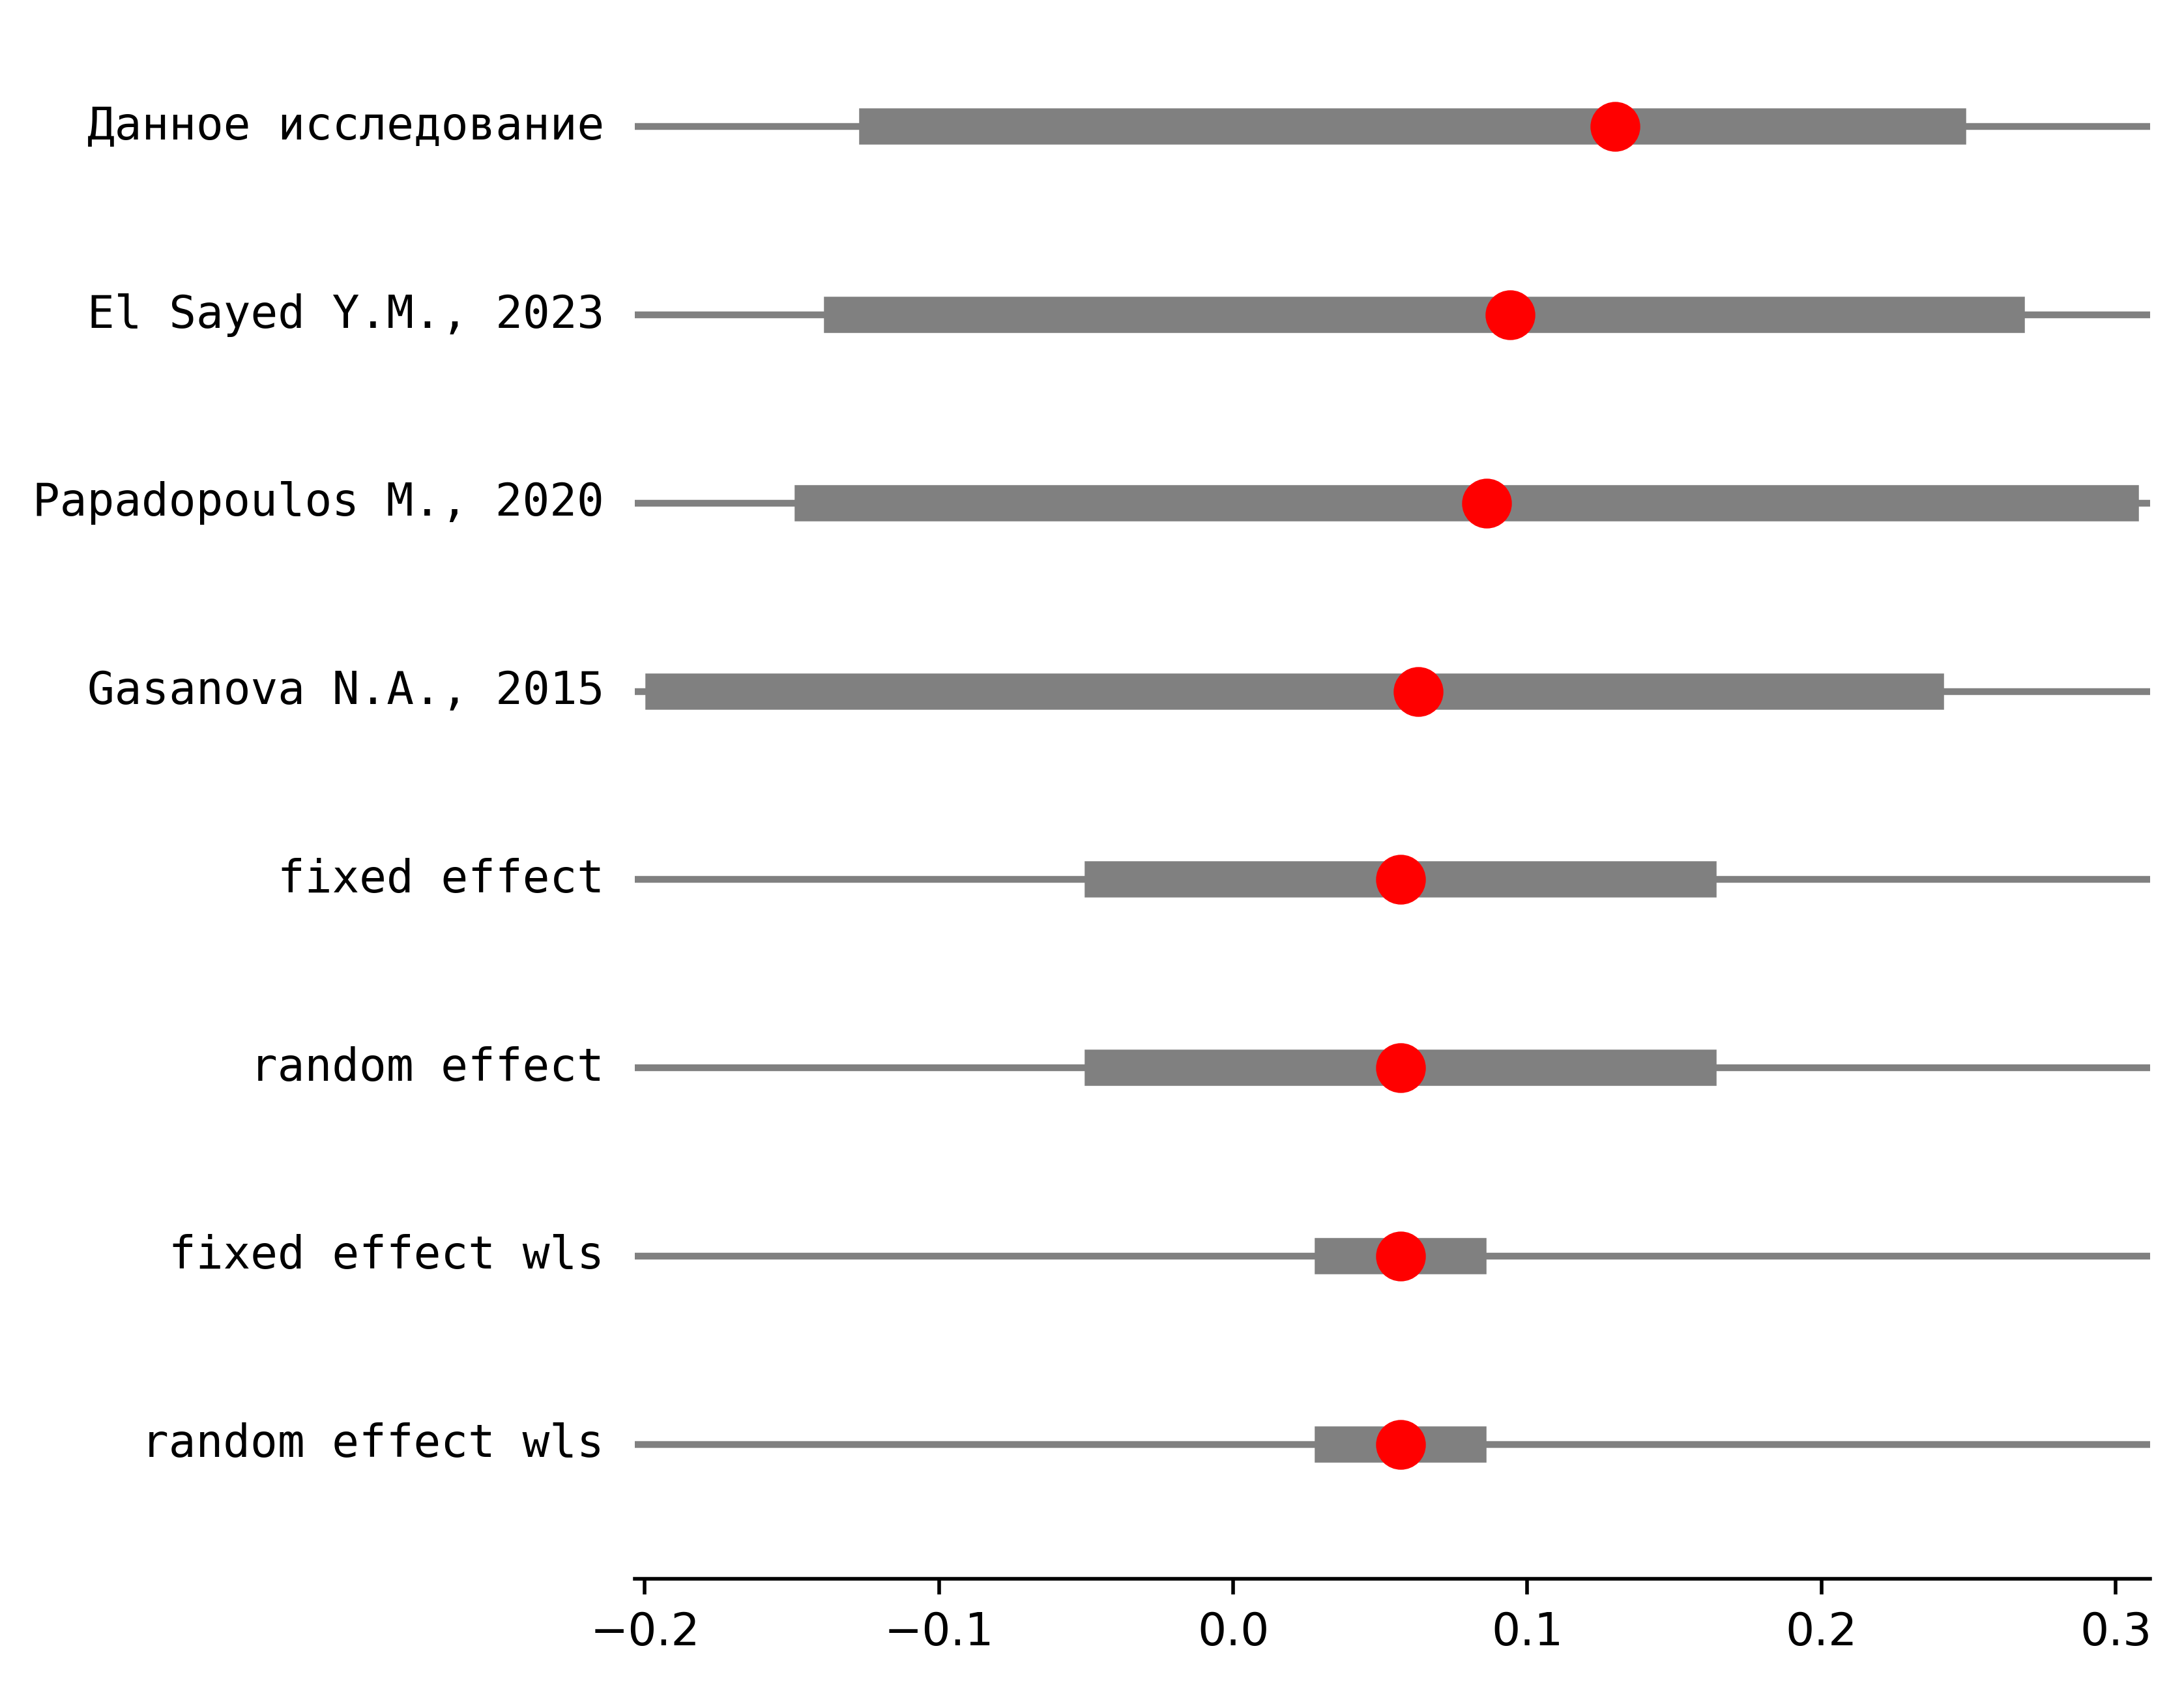 Данное исследование
El Sayed Y.M., 2023
Papadopoulos M., 2020
Gasanova N.A., 2015
fixed effect
random effect
fixed effect wls
random effect wls
−0.2 −0.1 0.0 0.1 0.2 0.3